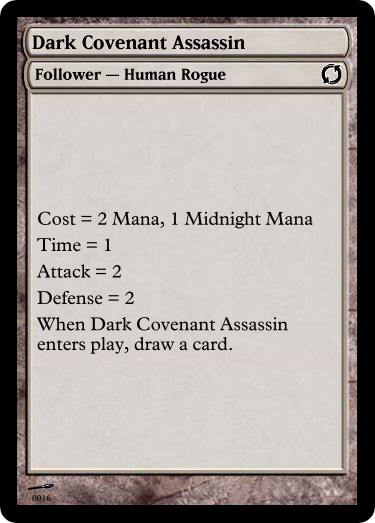 Dark Covenant Assassin
Follower — Human Rogue
Cost = 2 Mana, 1 Midnight Mana
Time = 1
Attack = 2
Defense = 2
When Dark Covenant Assassin
enters play, draw a card.
0016